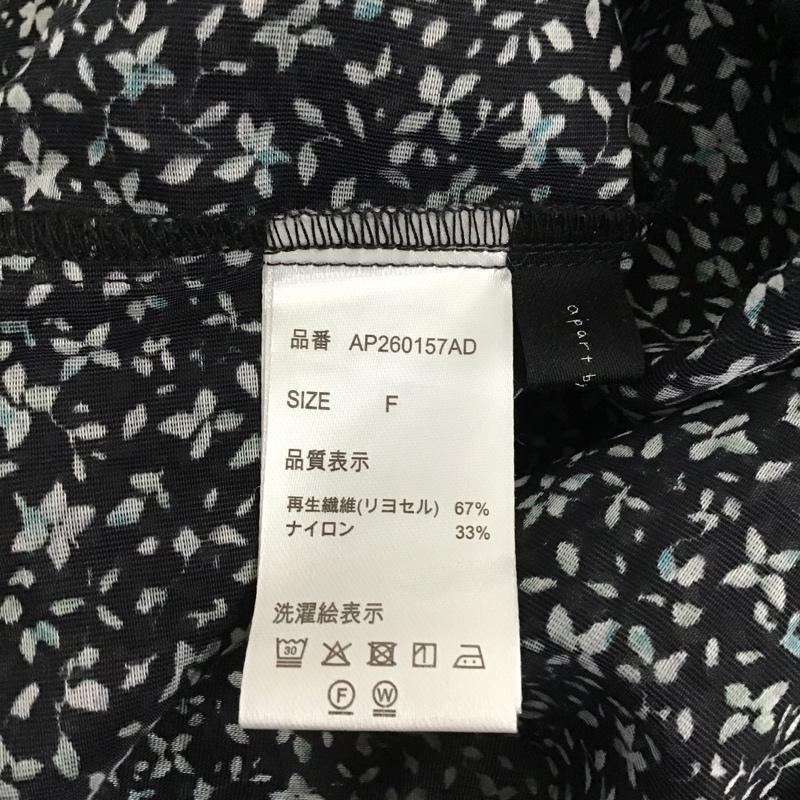 品番 AP260157AD
SIZE F
品質表示
再生繊維(リヨセル) 67%
ナイロン 33%
洗濯絵表示
30
F W
apart b